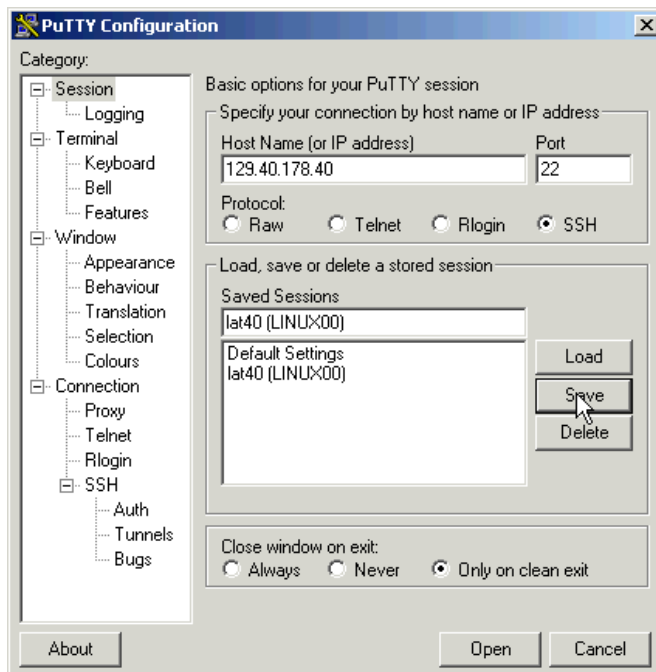 PuTTY Configuration
Category:
Session
Logging
Terminal
Keyboard
Bell
Features
Window
Appearance
Behaviour
Translation
Selection
Colours
Connection
Proxy
Telnet
Rlogin
SSH
Auth
Tunnels
Bugs
Basic options for your PuTTY session
Specify your connection by host name or IP address
Host Name (or IP address) Port
129.40.178.40 22
Protocol:
Raw Telnet Rlogin SSH
Load, save or delete a stored session
Saved Sessions
lat40 (LINUX00)
Default Settings
lat40 (LINUX00)
Load
Save
Delete
Close window on exit:
Always Never Only on clean exit
About Open Cancel